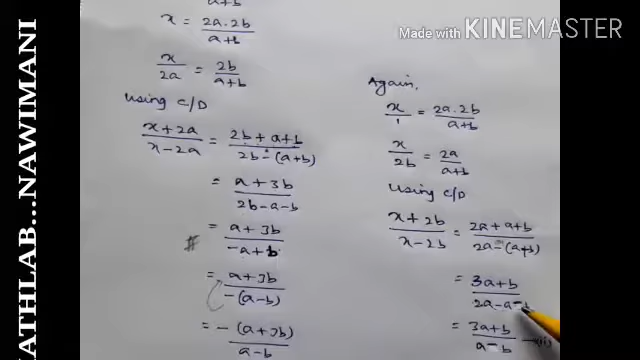 a+b
x = 2a.2b / a+b
x / 2a = 2b / a+b
Using C/D
x+2a / x-2a = 2b+a+b / 2b-(a+b)
= a+3b / 2b-a-b
# = a+3b / -a+b
= a+3b / -(a-b)
= -(a+3b) / a-b
Again,
x / 1 = 2a.2b / a+b
x / 2b = 2a / a+b
Using C/D
x+2b / x-2b = 2a+a+b / 2a-(a+b)
= 3a+b / 2a-a-b
= 3a+b / a-b
Made with KINEMASTER
MATHLAB...NAWIMANI